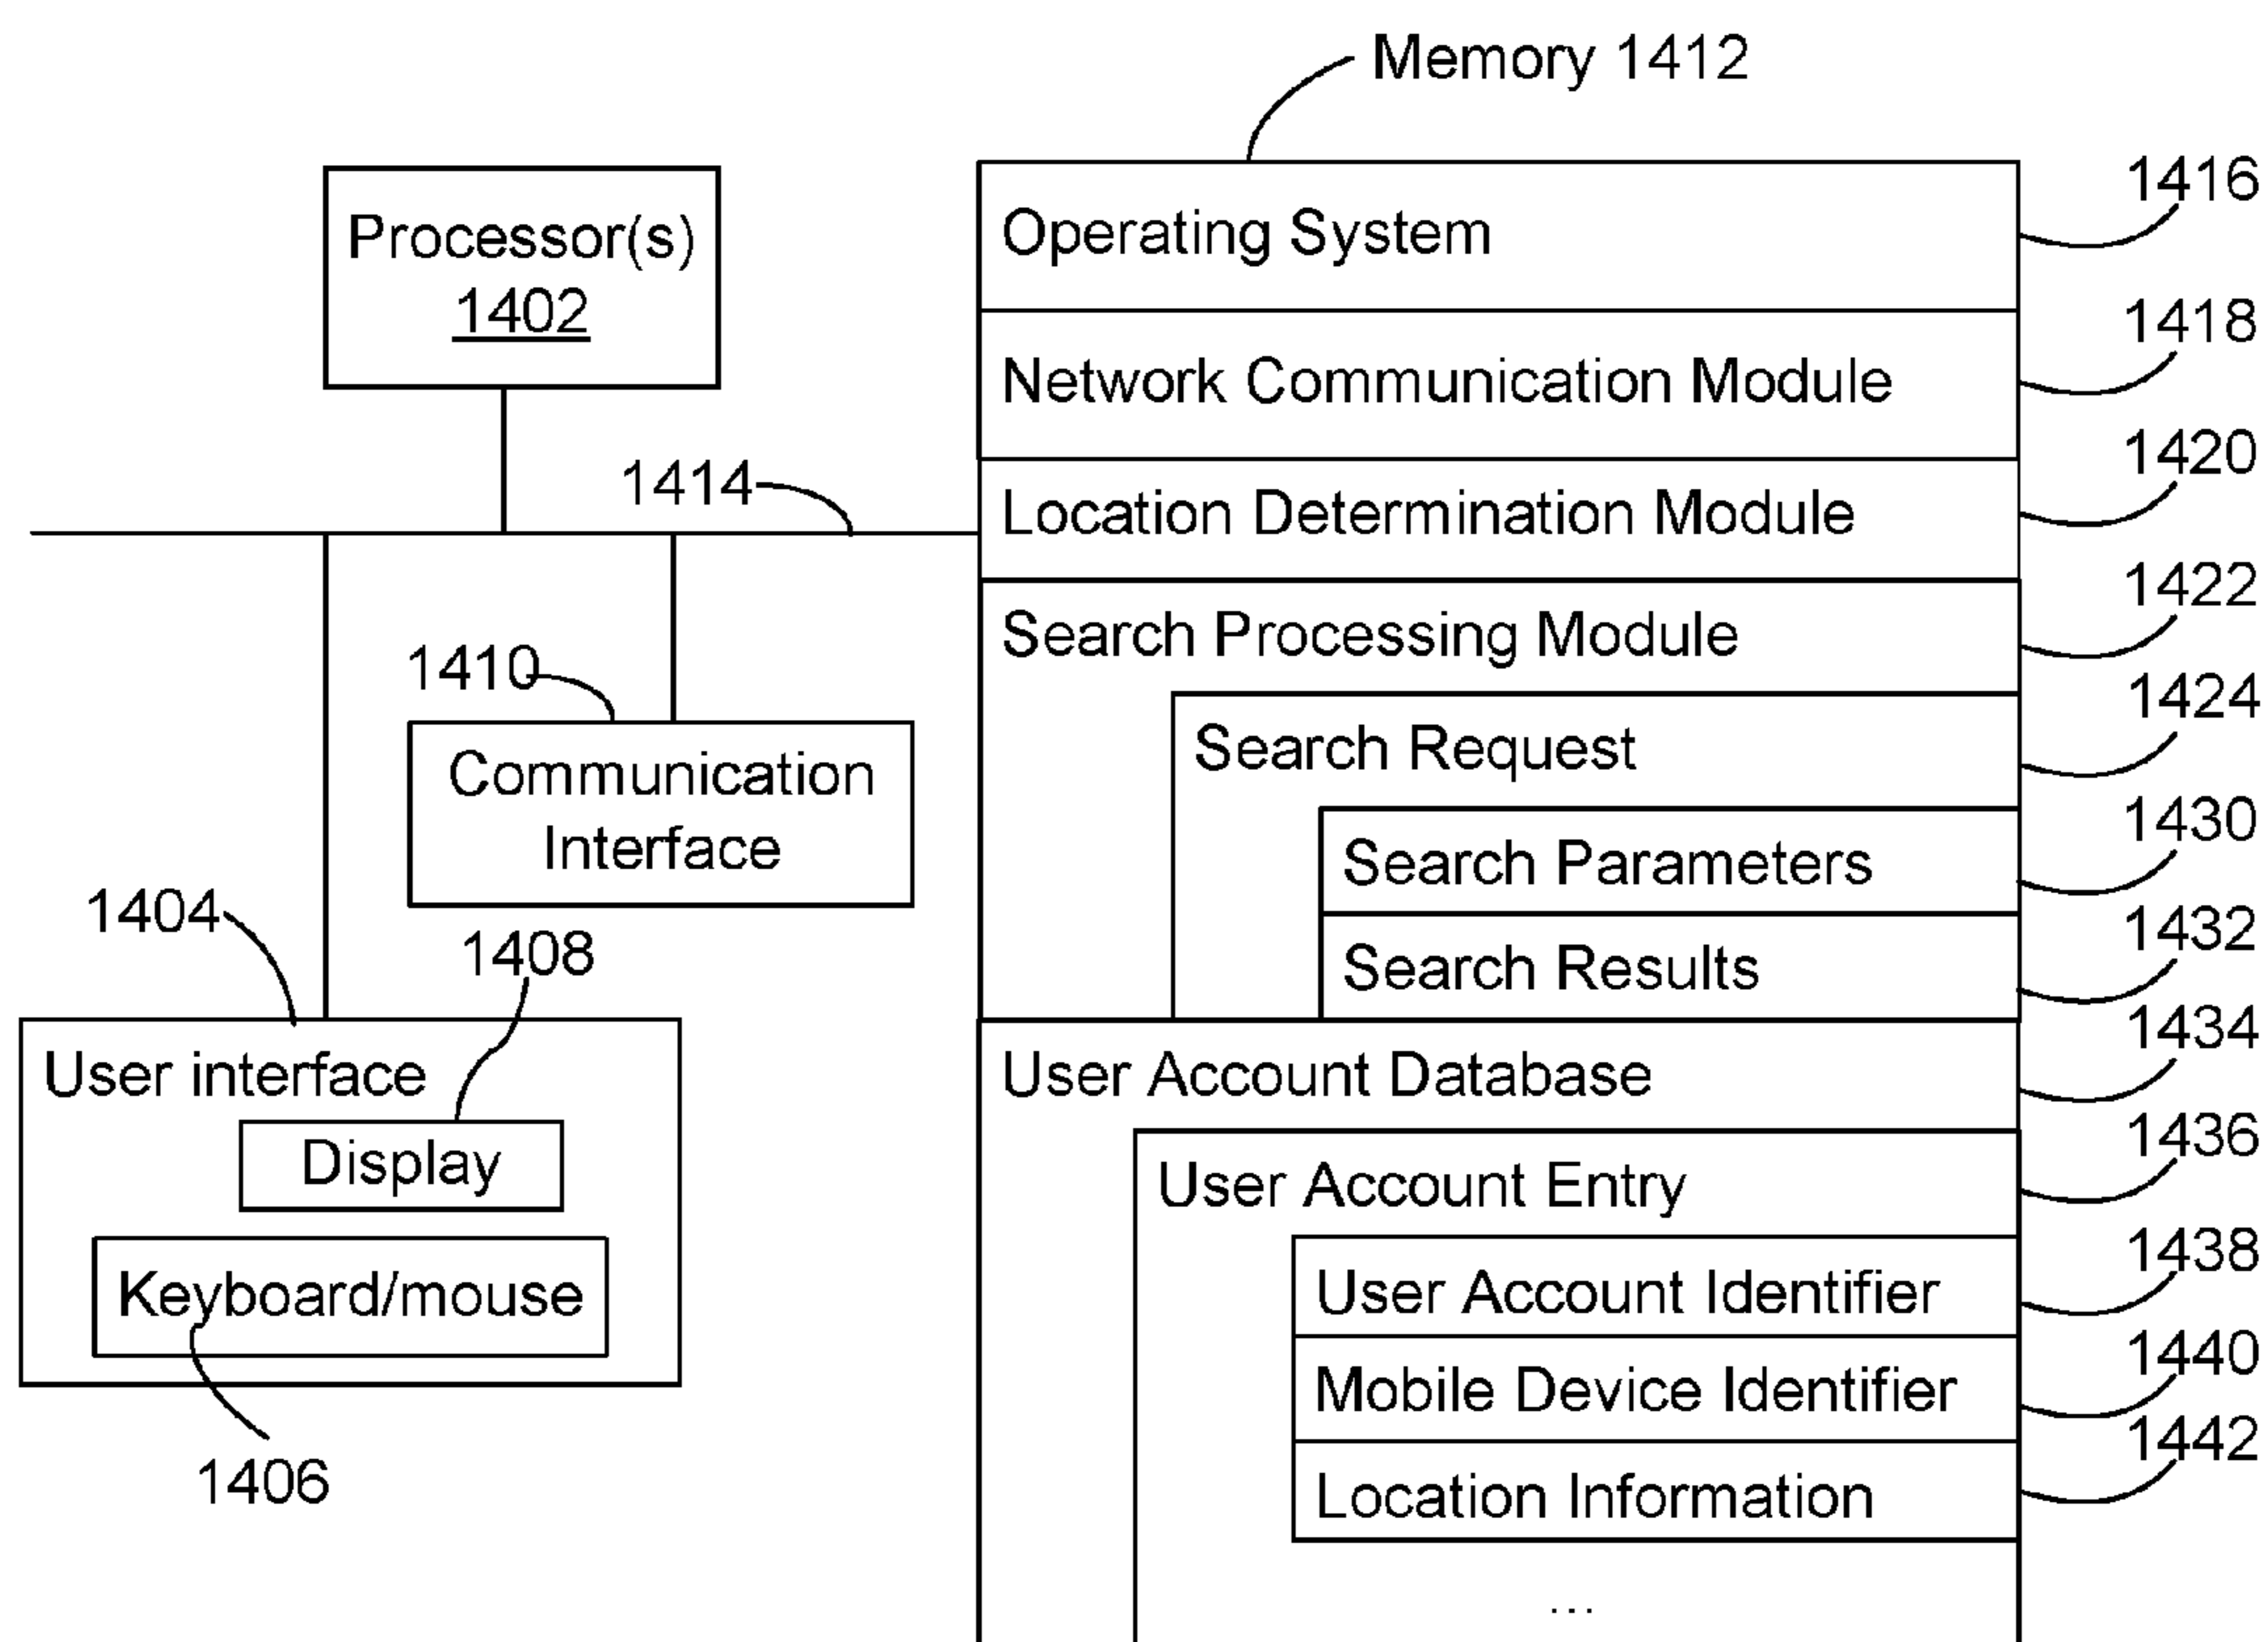 Memory 1412
Processor(s)
1402
1414
1410
Communication
Interface
1404
1408
User interface
Display
Keyboard/mouse
1406
Operating System
1416
Network Communication Module
1418
Location Determination Module
1420
Search Processing Module
1422
Search Request
1424
Search Parameters
1430
Search Results
1432
User Account Database
1434
User Account Entry
1436
User Account Identifier
1438
Mobile Device Identifier
1440
Location Information
1442
...